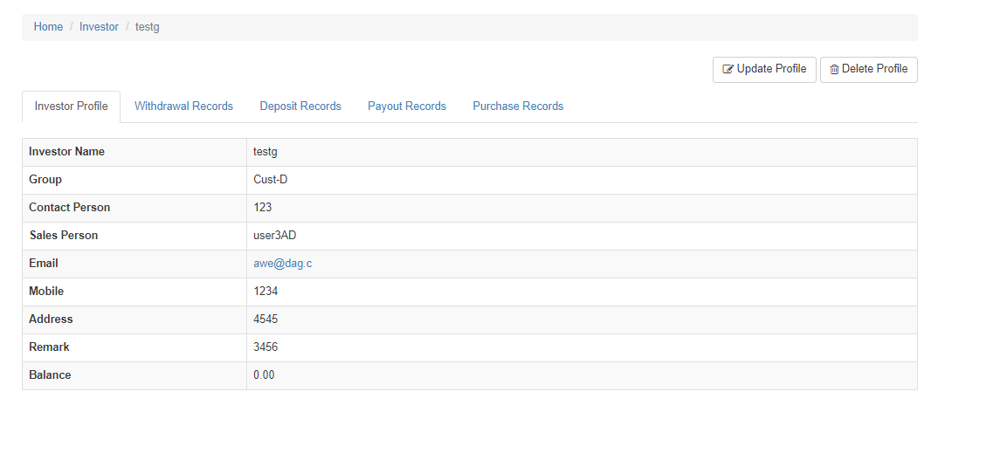 Home / Investor / testg
Update Profile Delete Profile
Investor Profile Withdrawal Records Deposit Records Payout Records Purchase Records
Investor Name testg
Group Cust-D
Contact Person 123
Sales Person user3AD
Email awe@dag.c
Mobile 1234
Address 4545
Remark 3456
Balance 0.00